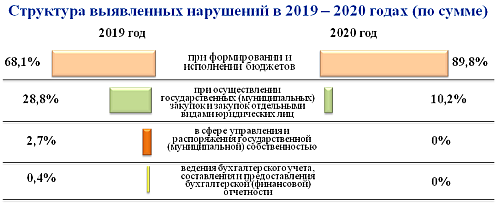 Структура выявленных нарушений в 2019 – 2020 годах (по сумме)
2019 год
2020 год
68,1%
при формировании и
исполнении бюджетов
89,8%
28,8%
при осуществлении
государственных (муниципальных)
закупок и закупок отдельными
видами юридических лиц
10,2%
2,7%
в сфере управления и
распоряжения государственной
(муниципальной) собственностью
0%
0,4%
ведения бухгалтерского учета,
составления и предоставления
бухгалтерской (финансовой)
отчетности
0%